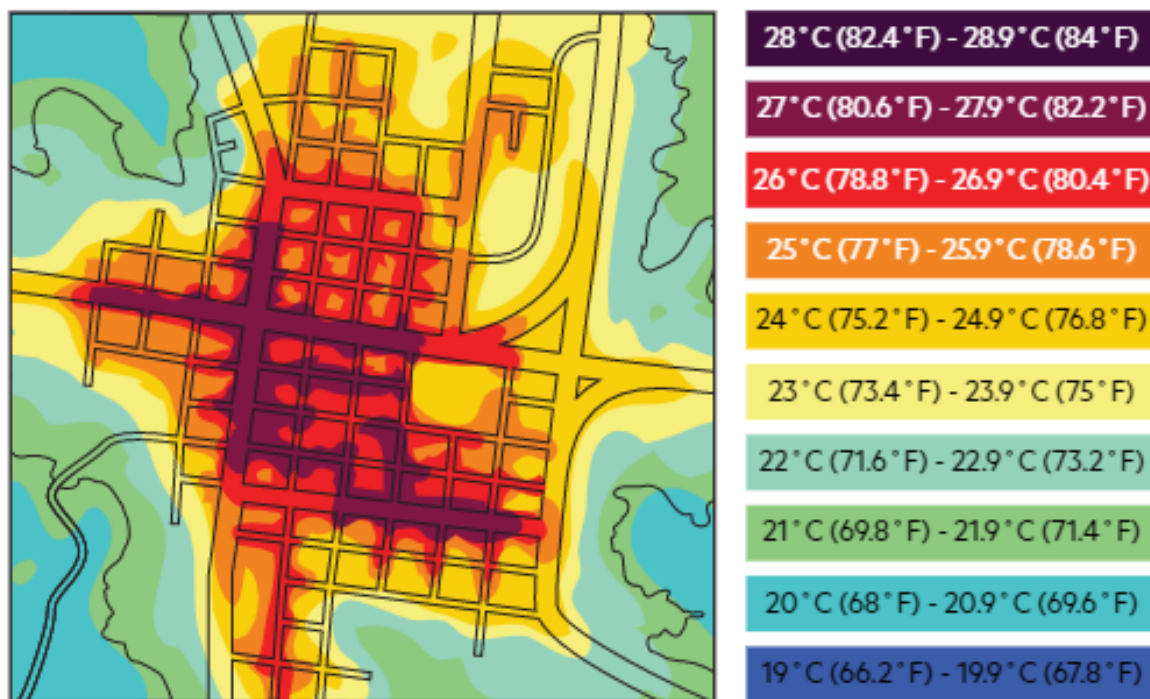 28°C (82.4°F) - 28.9°C (84°F)
27°C (80.6°F) - 27.9°C (82.2°F)
26°C (78.8°F) - 26.9°C (80.4°F)
25°C (77°F) - 25.9°C (78.6°F)
24°C (75.2°F) - 24.9°C (76.8°F)
23°C (73.4°F) - 23.9°C (75°F)
22°C (71.6°F) - 22.9°C (73.2°F)
21°C (69.8°F) - 21.9°C (71.4°F)
20°C (68°F) - 20.9°C (69.6°F)
19°C (66.2°F) - 19.9°C (67.8°F)